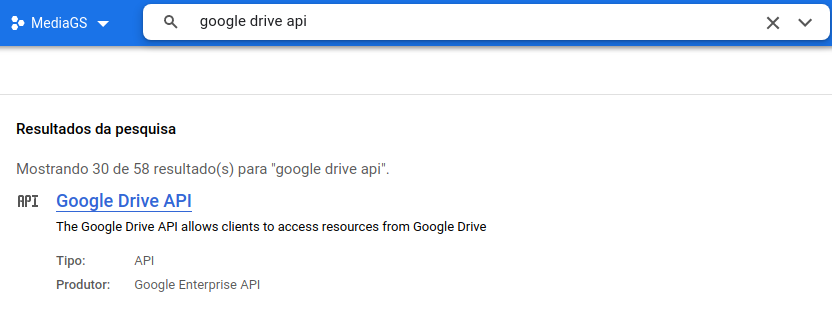 MediaGS
google drive api
Resultados da pesquisa
Mostrando 30 de 58 resultado(s) para "google drive api".
API Google Drive API
The Google Drive API allows clients to access resources from Google Drive
Tipo: API
Produtor: Google Enterprise API